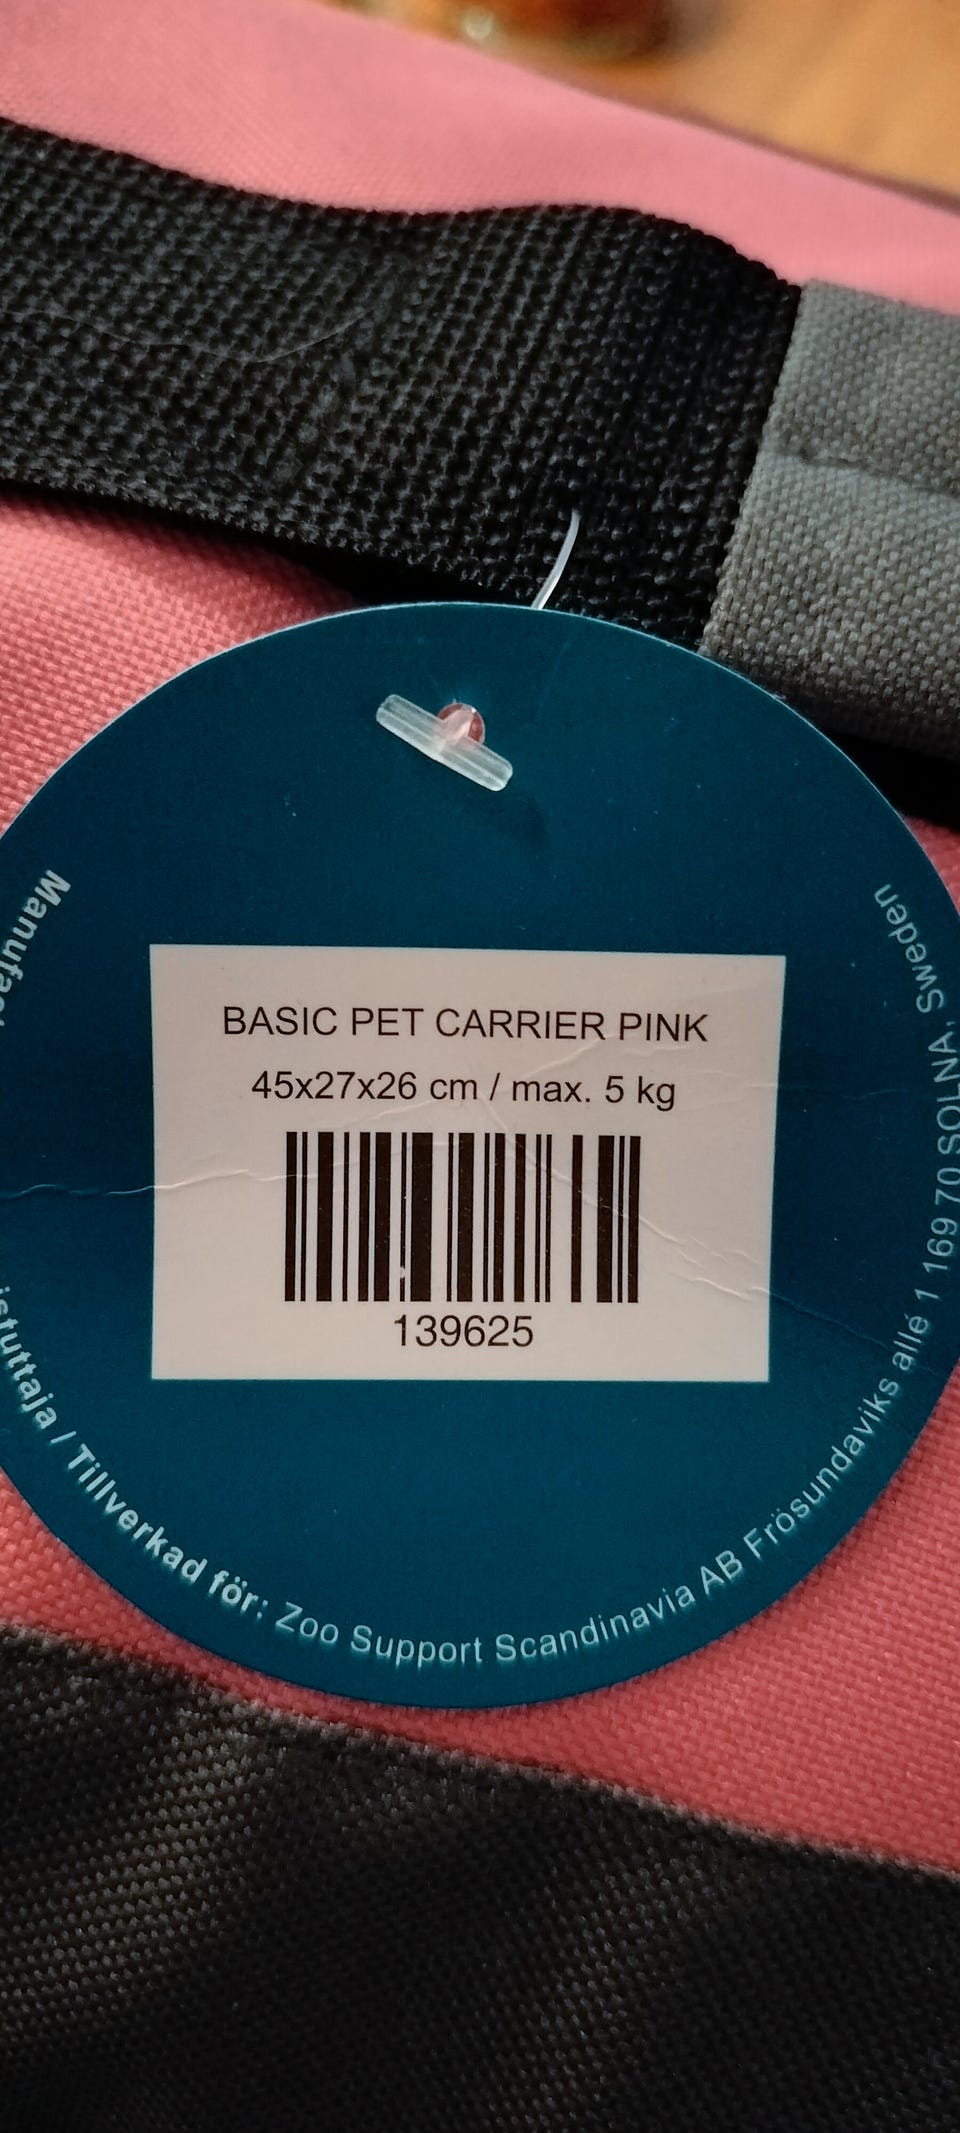 BASIC PET CARRIER PINK
45x27x26 cm / max. 5 kg
139625
/ Tillverkad för: Zoo Support Scandinavia AB Frösundaviks allé 1 169 70 SOLNA, Sweden